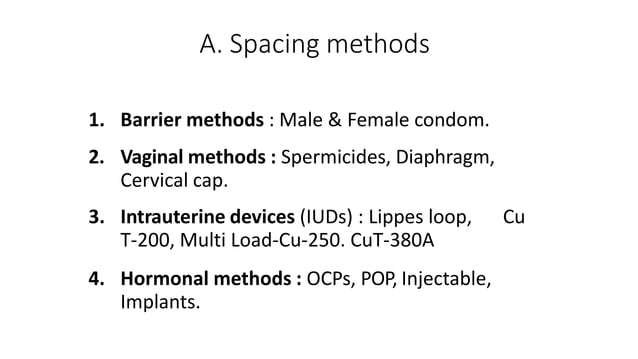 A. Spacing methods
1. Barrier methods : Male & Female condom.
2. Vaginal methods : Spermicides, Diaphragm,
Cervical cap.
3. Intrauterine devices (IUDs) : Lippes loop, Cu
T-200, Multi Load-Cu-250. CuT-380A
4. Hormonal methods : OCPs, POP, Injectable,
Implants.